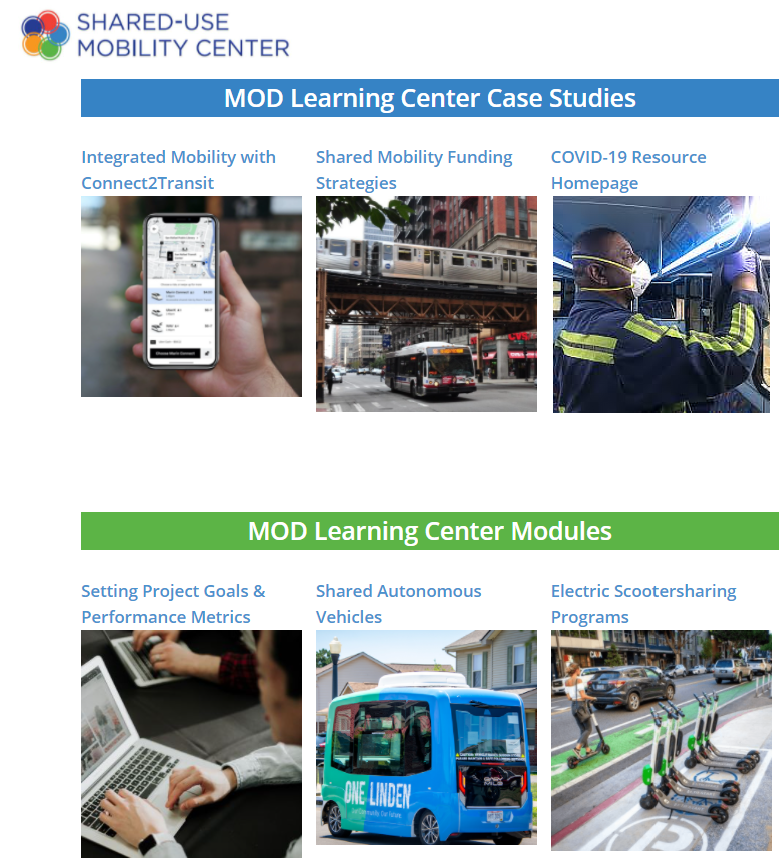 SHARED-USE
MOBILITY CENTER
MOD Learning Center Case Studies
Integrated Mobility with
Connect2Transit
Shared Mobility Funding
Strategies
COVID-19 Resource
Homepage
MOD Learning Center Modules
Setting Project Goals &
Performance Metrics
Shared Autonomous
Vehicles
Electric Scootersharing
Programs
ONE LINDEN